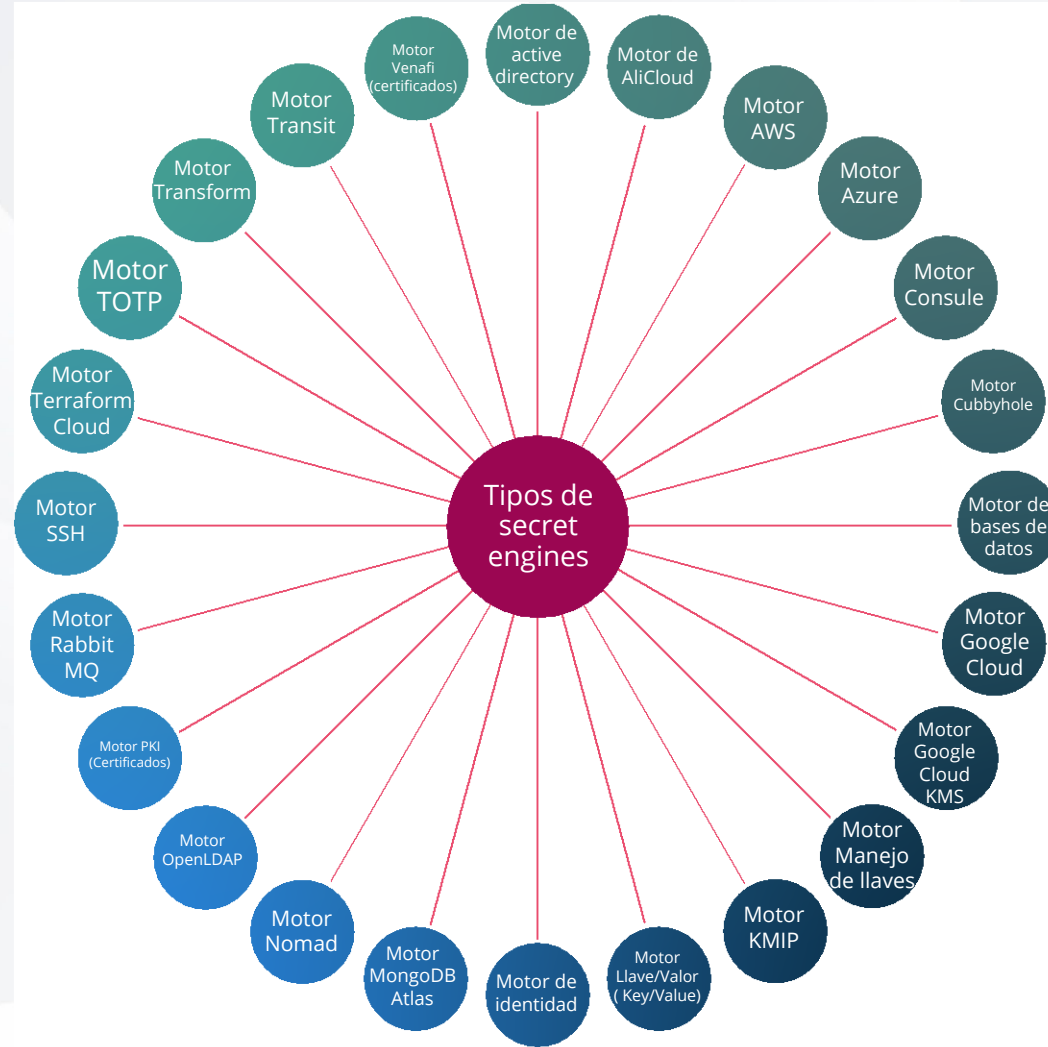 Tipos de
secret
engines
Motor de
active
directory
Motor de
AliCloud
Motor
AWS
Motor
Azure
Motor
Consule
Motor
Cubbyhole
Motor de
bases de
datos
Motor
Google
Cloud
Motor
Google
Cloud
KMS
Motor
Manejo
de llaves
Motor
KMIP
Motor
Llave/Valor
( Key/Value)
Motor de
identidad
Motor
MongoDB
Atlas
Motor
Nomad
Motor
OpenLDAP
Motor PKI
(Certificados)
Motor
Rabbit
MQ
Motor
SSH
Motor
Terraform
Cloud
Motor
TOTP
Motor
Transform
Motor
Transit
Motor
Venafi
(certificados)